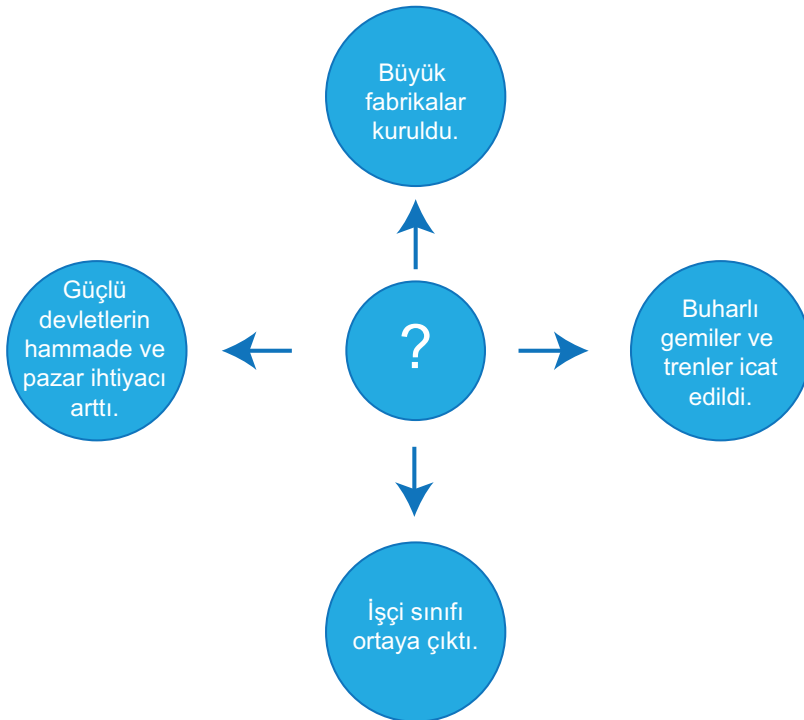 Büyük
fabrikalar
kuruldu.
Güçlü
devletlerin
hammade ve
pazar ihtiyacı
arttı.
?
Buharlı
gemiler ve
trenler icat
edildi.
İşçi sınıfı
ortaya çıktı.